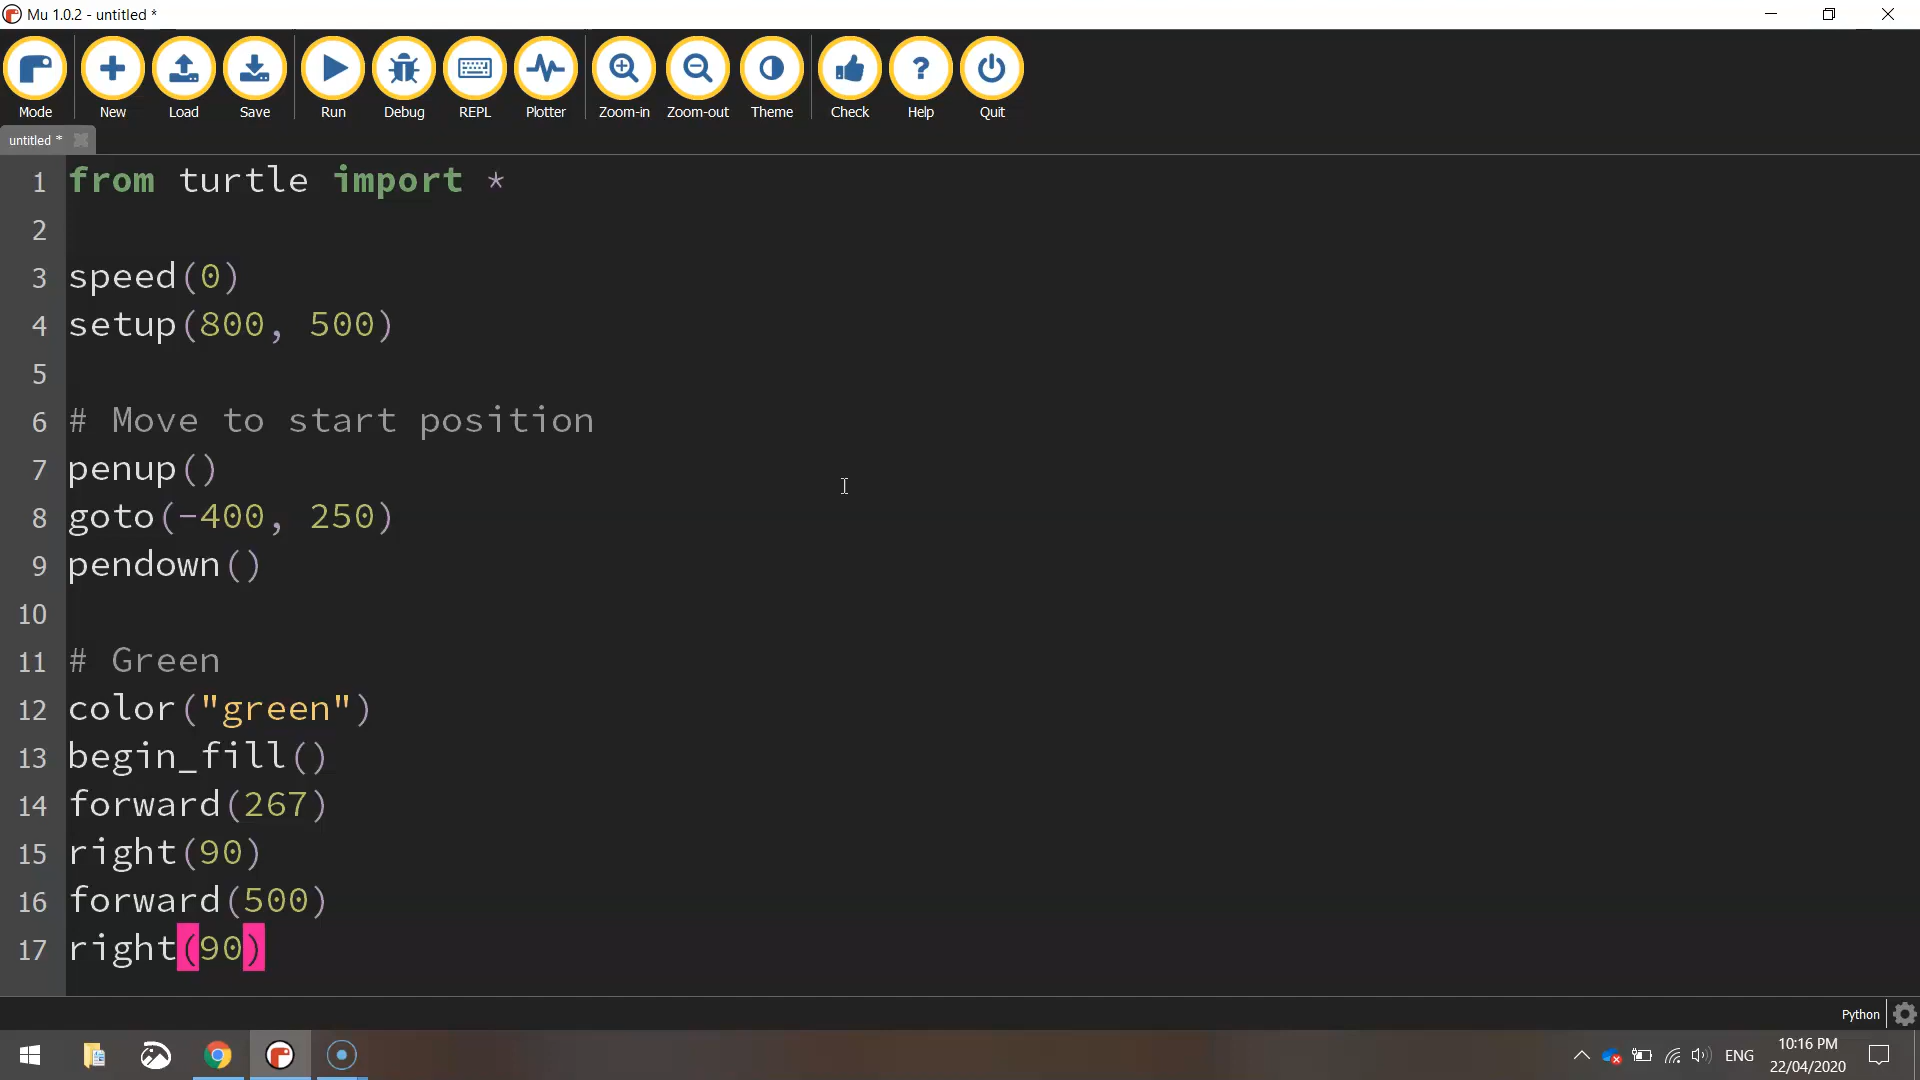 Mu 1.0.2 - untitled *
Mode New Load Save Run Debug REPL Plotter Zoom-in Zoom-out Theme Check Help Quit
untitled *
1 from turtle import *
2
3 speed(0)
4 setup(800, 500)
5
6 # Move to start position
7 penup()
8 goto(-400, 250)
9 pendown()
10
11 # Green
12 color("green")
13 begin_fill()
14 forward(267)
15 right(90)
16 forward(500)
17 right(90)
Python
ENG
10:16 PM
22/04/2020